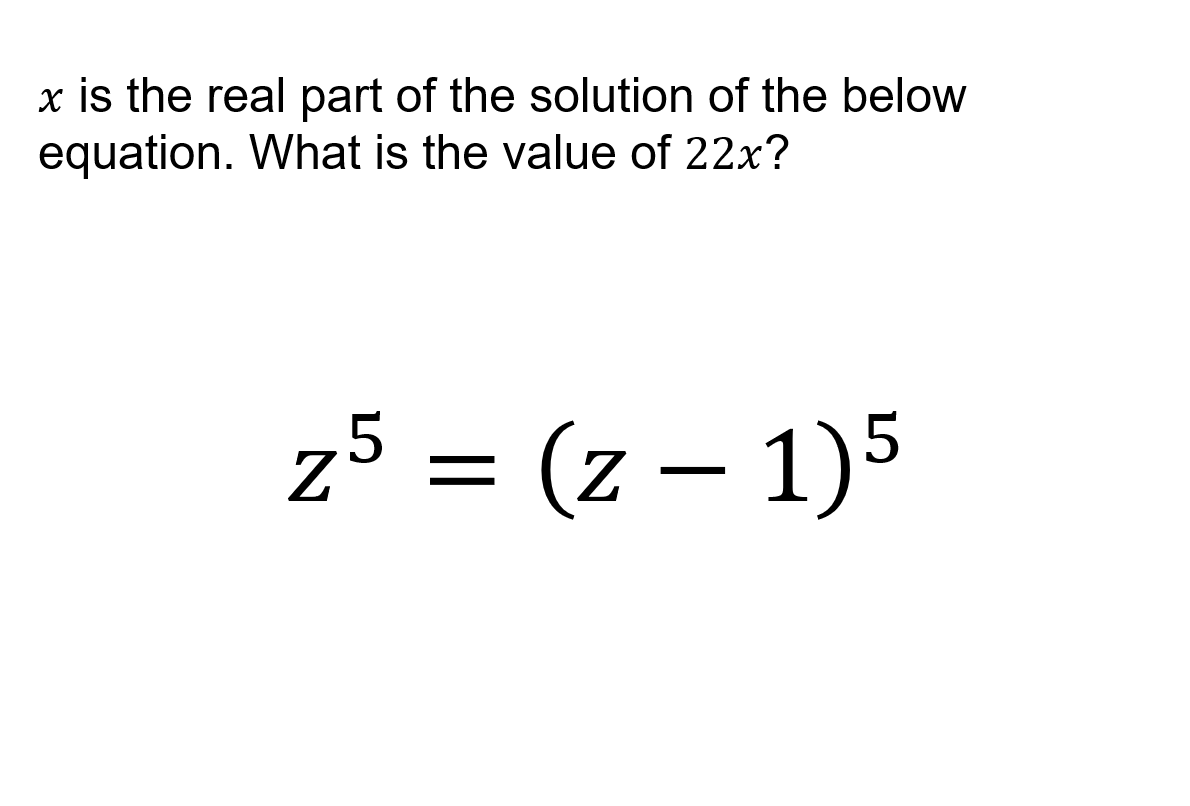 x is the real part of the solution of the below
equation. What is the value of 22x?
z⁵ = (z − 1)⁵